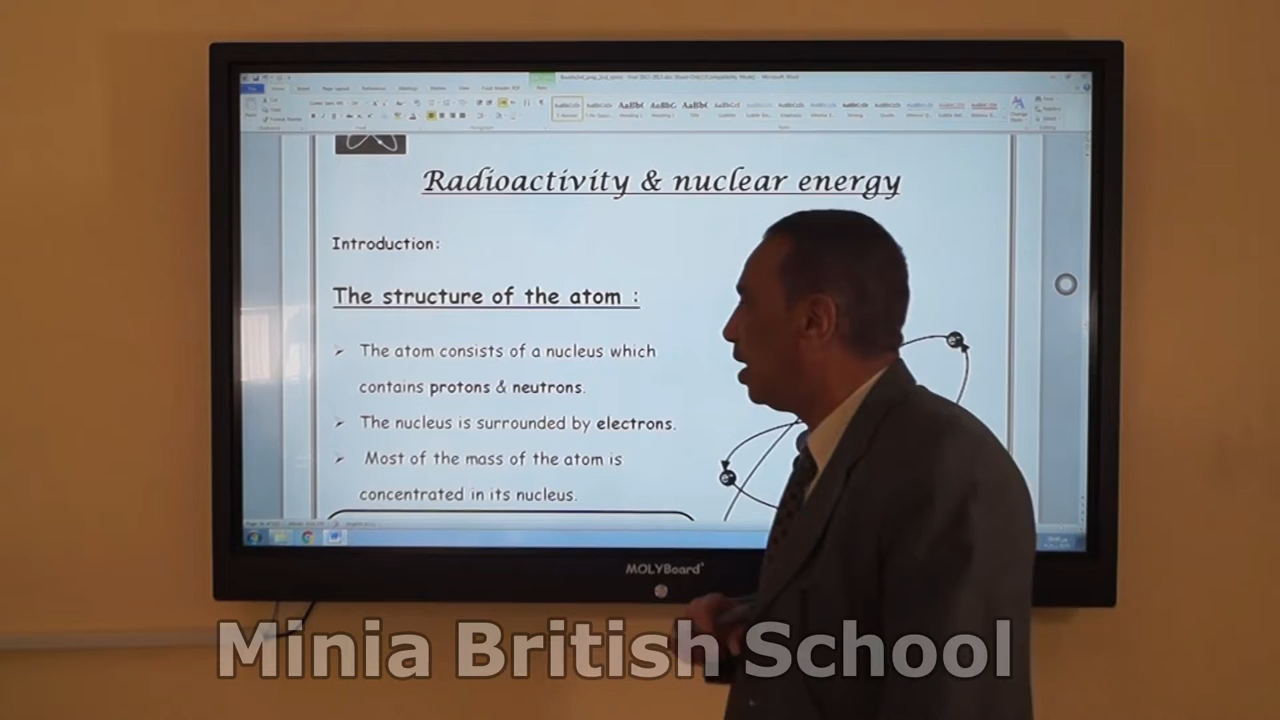 Radioactivity & nuclear energy
Introduction:
The structure of the atom :
The atom consists of a nucleus which
contains protons & neutrons.
The nucleus is surrounded by electrons.
Most of the mass of the atom is
concentrated in its nucleus.
MOLYBoard
Minia British School